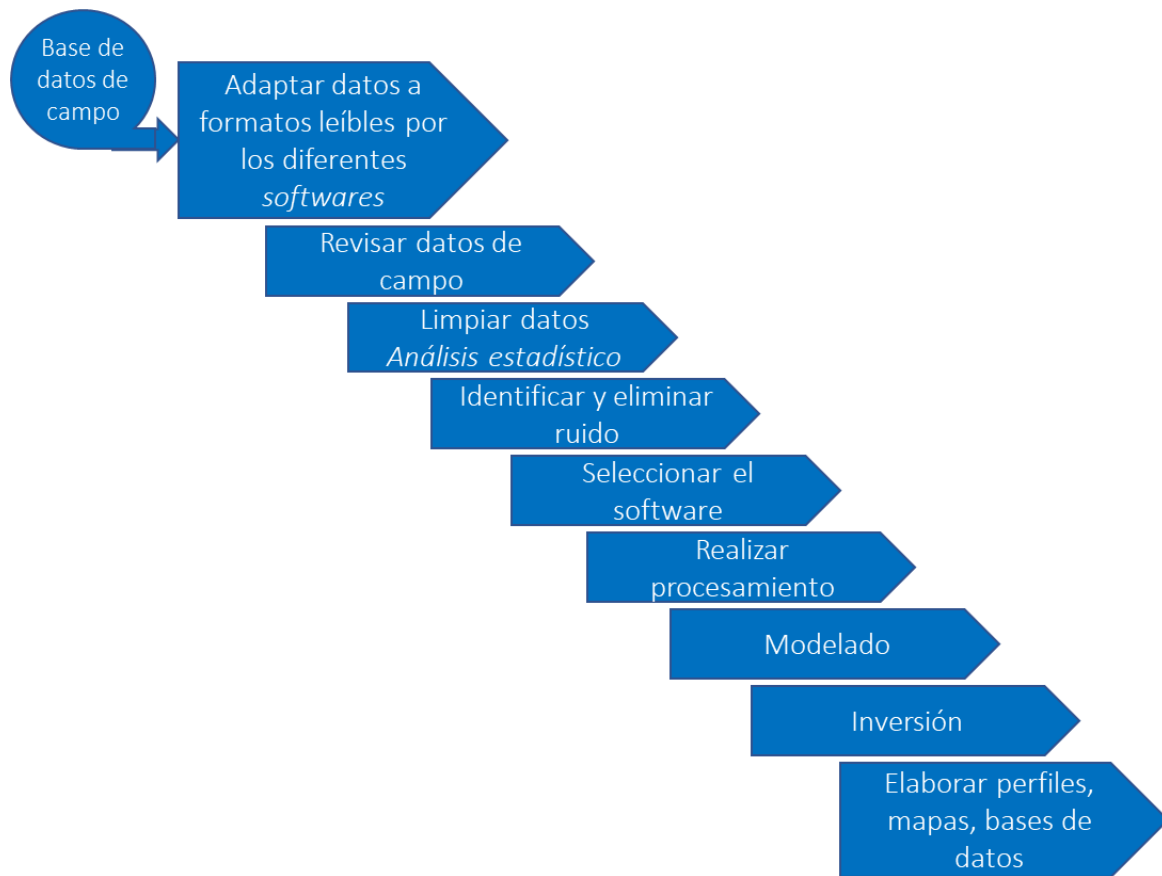 Base de
datos de
campo
Adaptar datos a
formatos leíbles por
los diferentes
softwares
Revisar datos de
campo
Limpiar datos
Análisis estadístico
Identificar y eliminar
ruido
Seleccionar el
software
Realizar
procesamiento
Modelado
Inversión
Elaborar perfiles,
mapas, bases de
datos